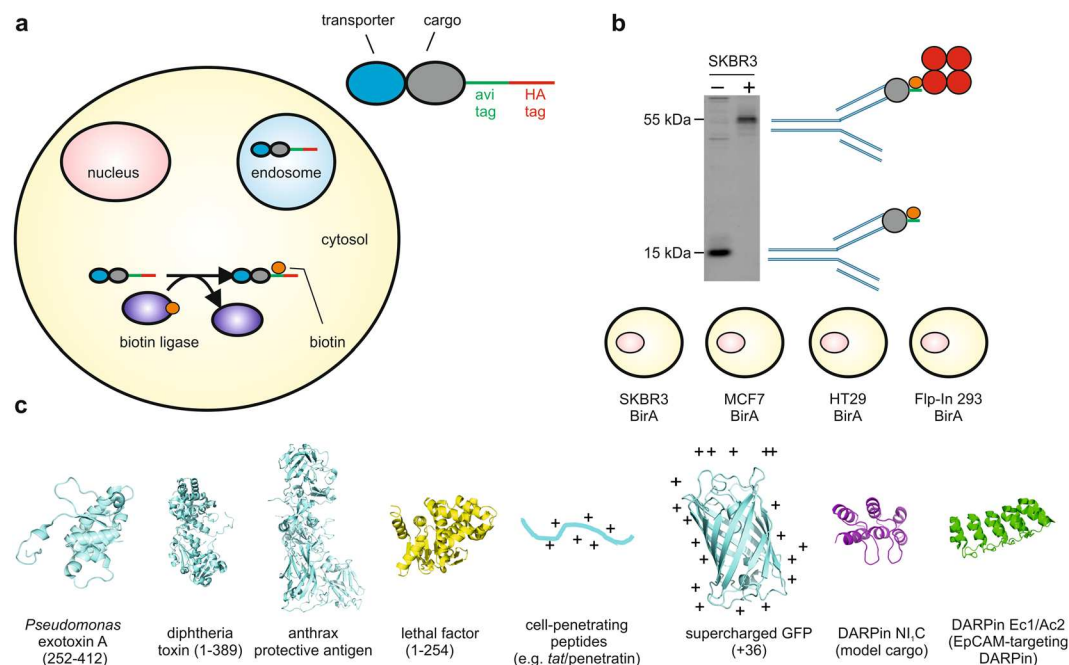 a
transporter
cargo
avi
tag
HA
tag
nucleus
endosome
cytosol
biotin ligase
biotin
b
SKBR3
– +
55 kDa
15 kDa
SKBR3
BirA
MCF7
BirA
HT29
BirA
Flp-In 293
BirA
c
Pseudomonas
exotoxin A
(252-412)
diphtheria
toxin (1-389)
anthrax
protective antigen
lethal factor
(1-254)
+ + + + + +
cell-penetrating
peptides
(e.g. tat/penetratin)
++ + ++
+ + + + + + + + + + + + + + +
supercharged GFP
(+36)
DARPin NI,C
(model cargo)
DARPin Ec1/Ac2
(EpCAM-targeting
DARPin)